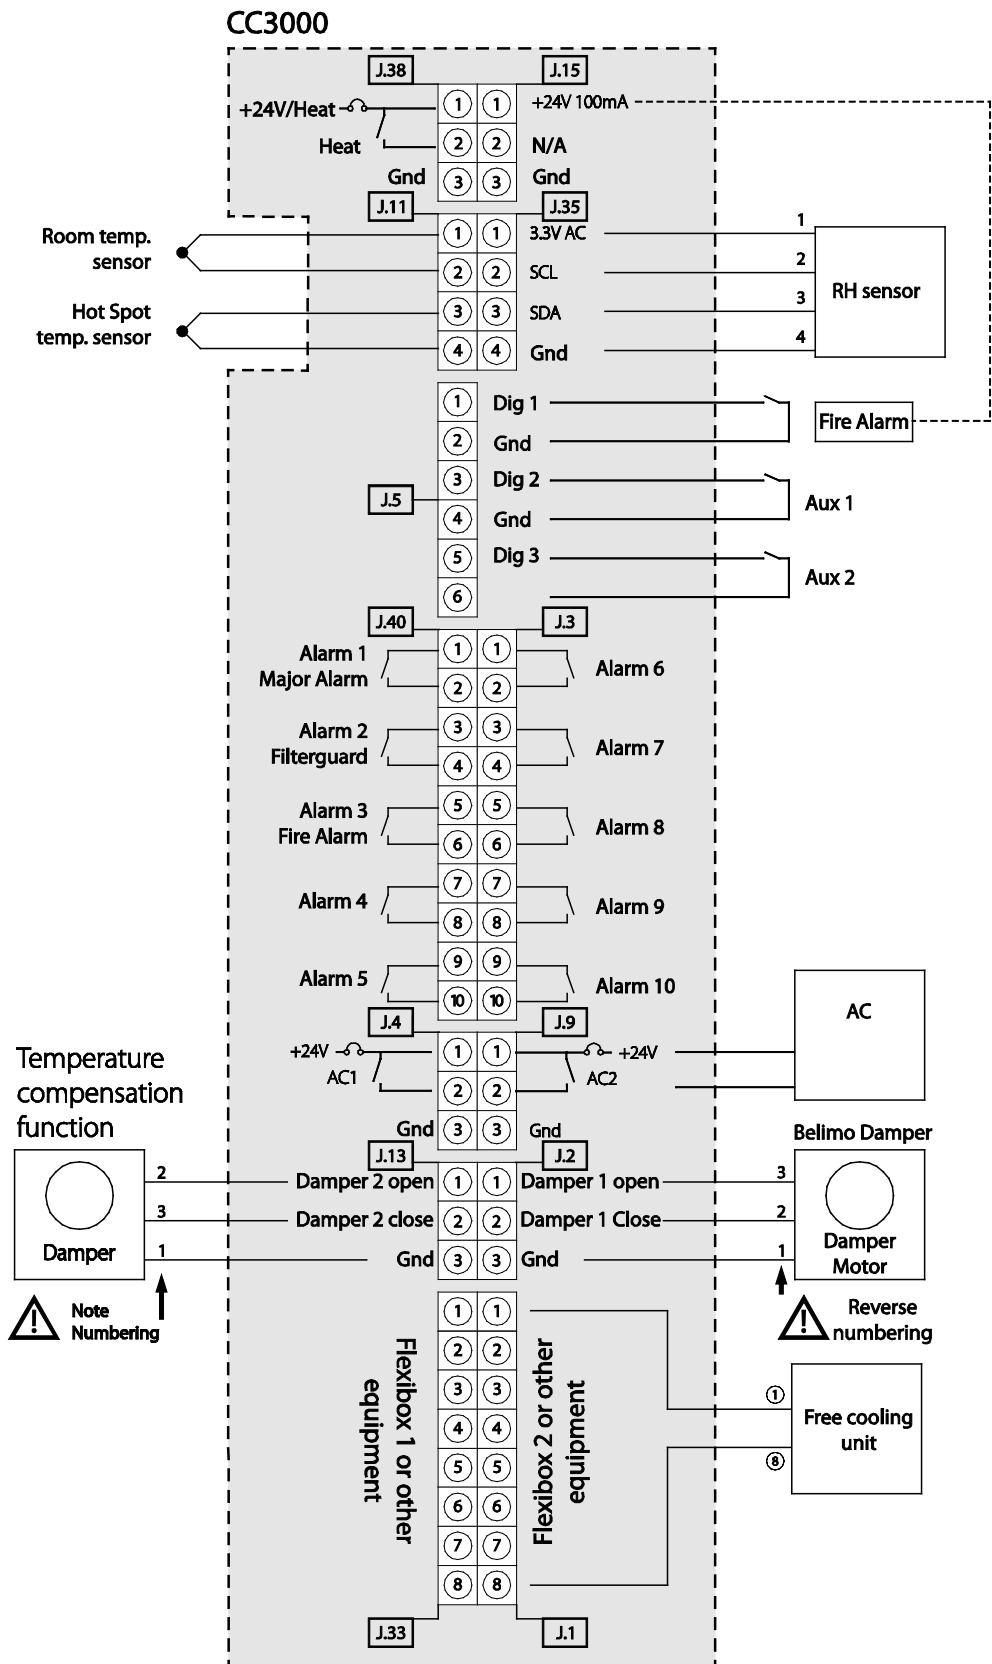 CC3000
J.38
J.15
+24V/Heat
1
1
+24V 100mA
Heat
2
2
N/A
Gnd
3
3
Gnd
J.11
J.35
Room temp.
sensor
1
1
3.3V AC
1
2
2
SCL
2
RH sensor
Hot Spot
temp. sensor
3
3
SDA
3
4
4
Gnd
4
1
Dig 1
Fire Alarm
2
Gnd
3
Dig 2
J.5
Aux 1
4
Gnd
5
Dig 3
Aux 2
6
J.40
J.3
Alarm 1
Major Alarm
1
1
Alarm 6
2
2
Alarm 2
Filterguard
3
3
Alarm 7
4
4
Alarm 3
Fire Alarm
5
5
Alarm 8
6
6
Alarm 4
7
7
Alarm 9
8
8
Alarm 5
9
9
Alarm 10
10
10
AC
J.4
J.9
+24V
1
1
+24V
AC1
2
2
AC2
Gnd
3
3
Gnd
Temperature
compensation
function
J.13
J.2
Belimo Damper
2
Damper 2 open
1
1
Damper 1 open
3
3
Damper 2 close
2
2
Damper 1 Close
2
Damper
1
Gnd
3
3
Gnd
1
Damper
Motor
Note
Numbering
Reverse
numbering
1
1
2
2
3
3
4
4
5
5
6
6
7
7
8
8
Flexibox 1 or other
equipment
Flexibox 2 or other
equipment
1
Free cooling
unit
8
J.33
J.1